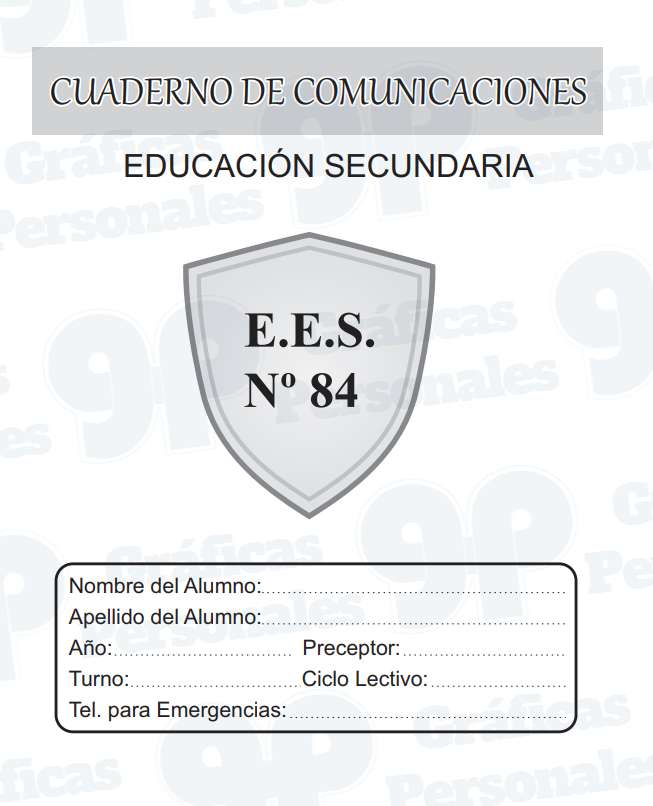 CUADERNO DE COMUNICACIONES
EDUCACIÓN SECUNDARIA
E.E.S.
Nº 84
Nombre del Alumno:
Apellido del Alumno:
Año: Preceptor:
Turno: Ciclo Lectivo:
Tel. para Emergencias:
gp Gráficas
Personales